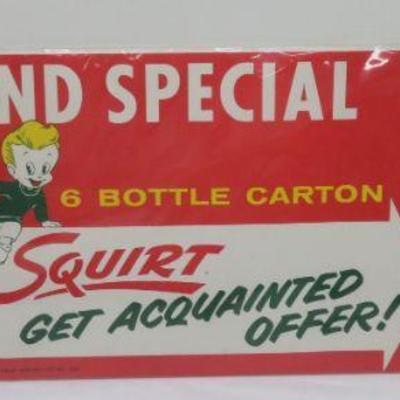 ND SPECIAL
6 BOTTLE CARTON
SQUIRT
GET ACQUAINTED
OFFER!